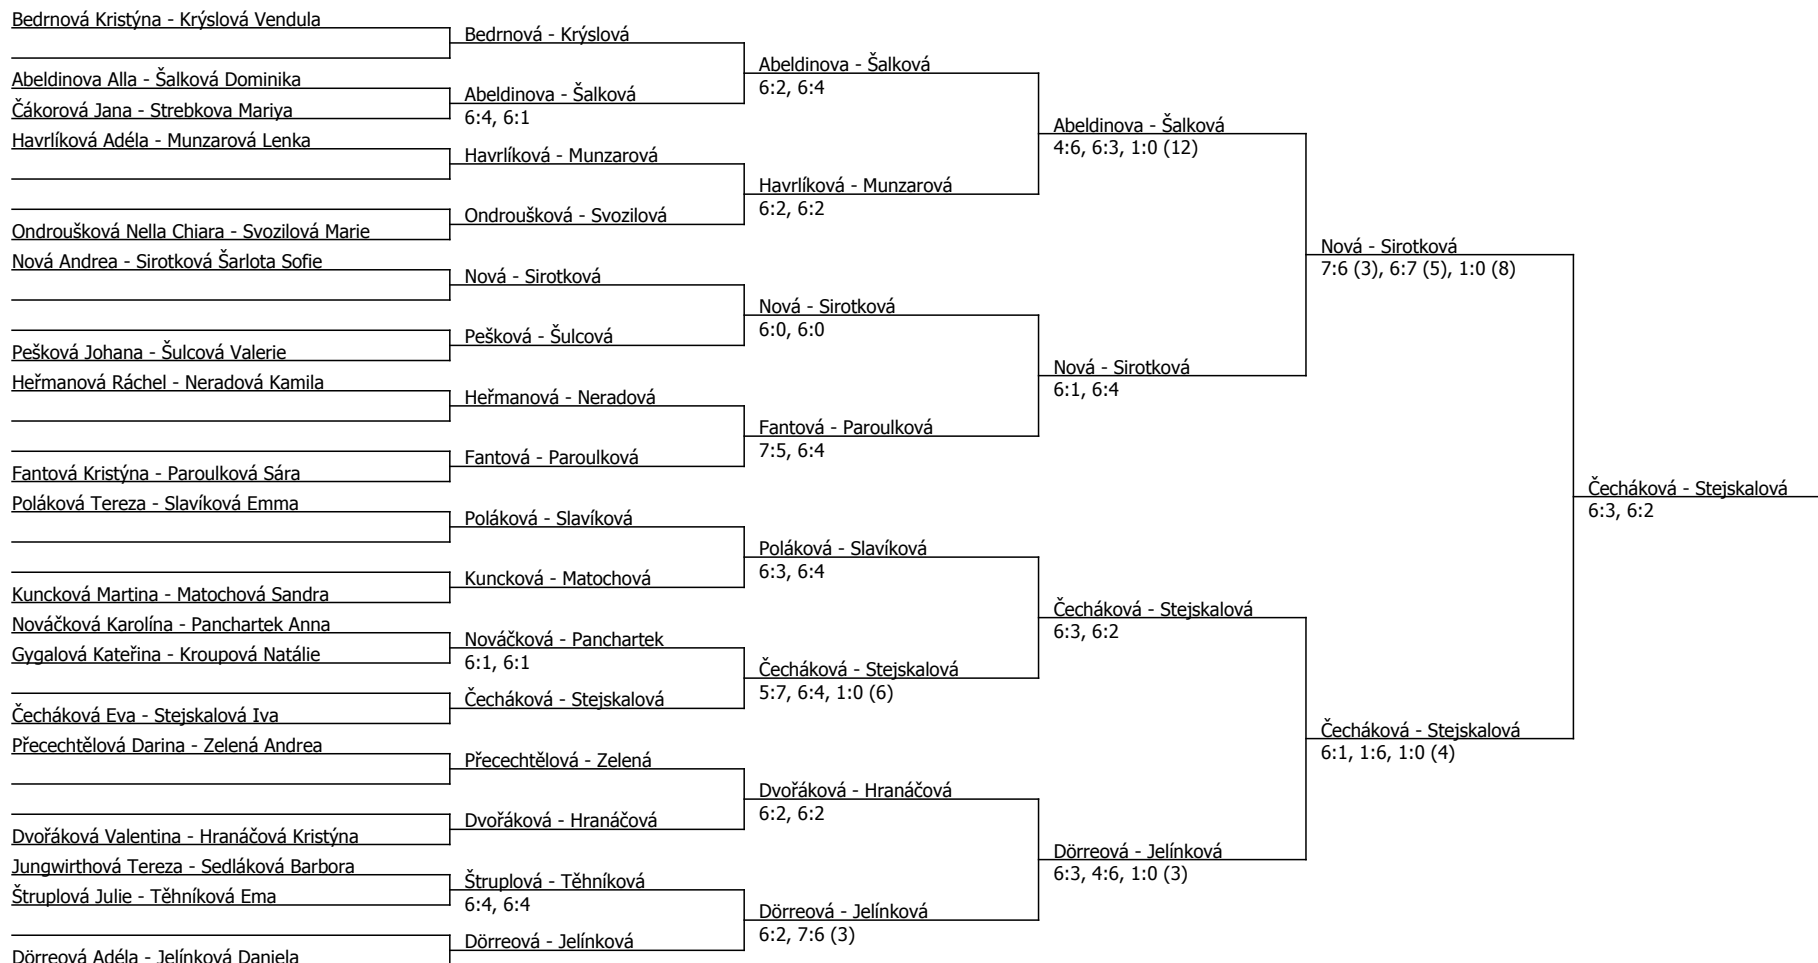 Bedrnová Kristýna - Krýslová Vendula
Abeldinova Alla - Šalková Dominika
Čákorová Jana - Strebkova Mariya
Havrlíková Adéla - Munzarová Lenka
Ondroušková Nella Chiara - Svozilová Marie
Nová Andrea - Sirotková Šarlota Sofie
Pešková Johana - Šulcová Valerie
Heřmanová Ráchel - Neradová Kamila
Fantová Kristýna - Paroulková Sára
Poláková Tereza - Slavíková Emma
Kuncková Martina - Matochová Sandra
Nováčková Karolína - Panchartek Anna
Gygalová Kateřina - Kroupová Natálie
Čecháková Eva - Stejskalová Iva
Přecechtělová Darina - Zelená Andrea
Dvořáková Valentina - Hranáčová Kristýna
Jungwirthová Tereza - Sedláková Barbora
Štruplová Julie - Těhníková Ema
Dörreová Adéla - Jelínková Daniela
Bedrnová - Krýslová
Abeldinova - Šalková
6:4, 6:1
Havrlíková - Munzarová
Ondroušková - Svozilová
Nová - Sirotková
Pešková - Šulcová
Heřmanová - Neradová
Fantová - Paroulková
Poláková - Slavíková
Kuncková - Matochová
Nováčková - Panchartek
6:1, 6:1
Čecháková - Stejskalová
Přecechtělová - Zelená
Dvořáková - Hranáčová
Štruplová - Těhníková
6:4, 6:4
Dörreová - Jelínková
Abeldinova - Šalková
6:2, 6:4
Havrlíková - Munzarová
6:2, 6:2
Nová - Sirotková
6:0, 6:0
Fantová - Paroulková
7:5, 6:4
Poláková - Slavíková
6:3, 6:4
Čecháková - Stejskalová
5:7, 6:4, 1:0 (6)
Dvořáková - Hranáčová
6:2, 6:2
Dörreová - Jelínková
6:2, 7:6 (3)
Abeldinova - Šalková
4:6, 6:3, 1:0 (12)
Nová - Sirotková
6:1, 6:4
Čecháková - Stejskalová
6:3, 6:2
Dörreová - Jelínková
6:3, 4:6, 1:0 (3)
Nová - Sirotková
7:6 (3), 6:7 (5), 1:0 (8)
Čecháková - Stejskalová
6:1, 1:6, 1:0 (4)
Čecháková - Stejskalová
6:3, 6:2